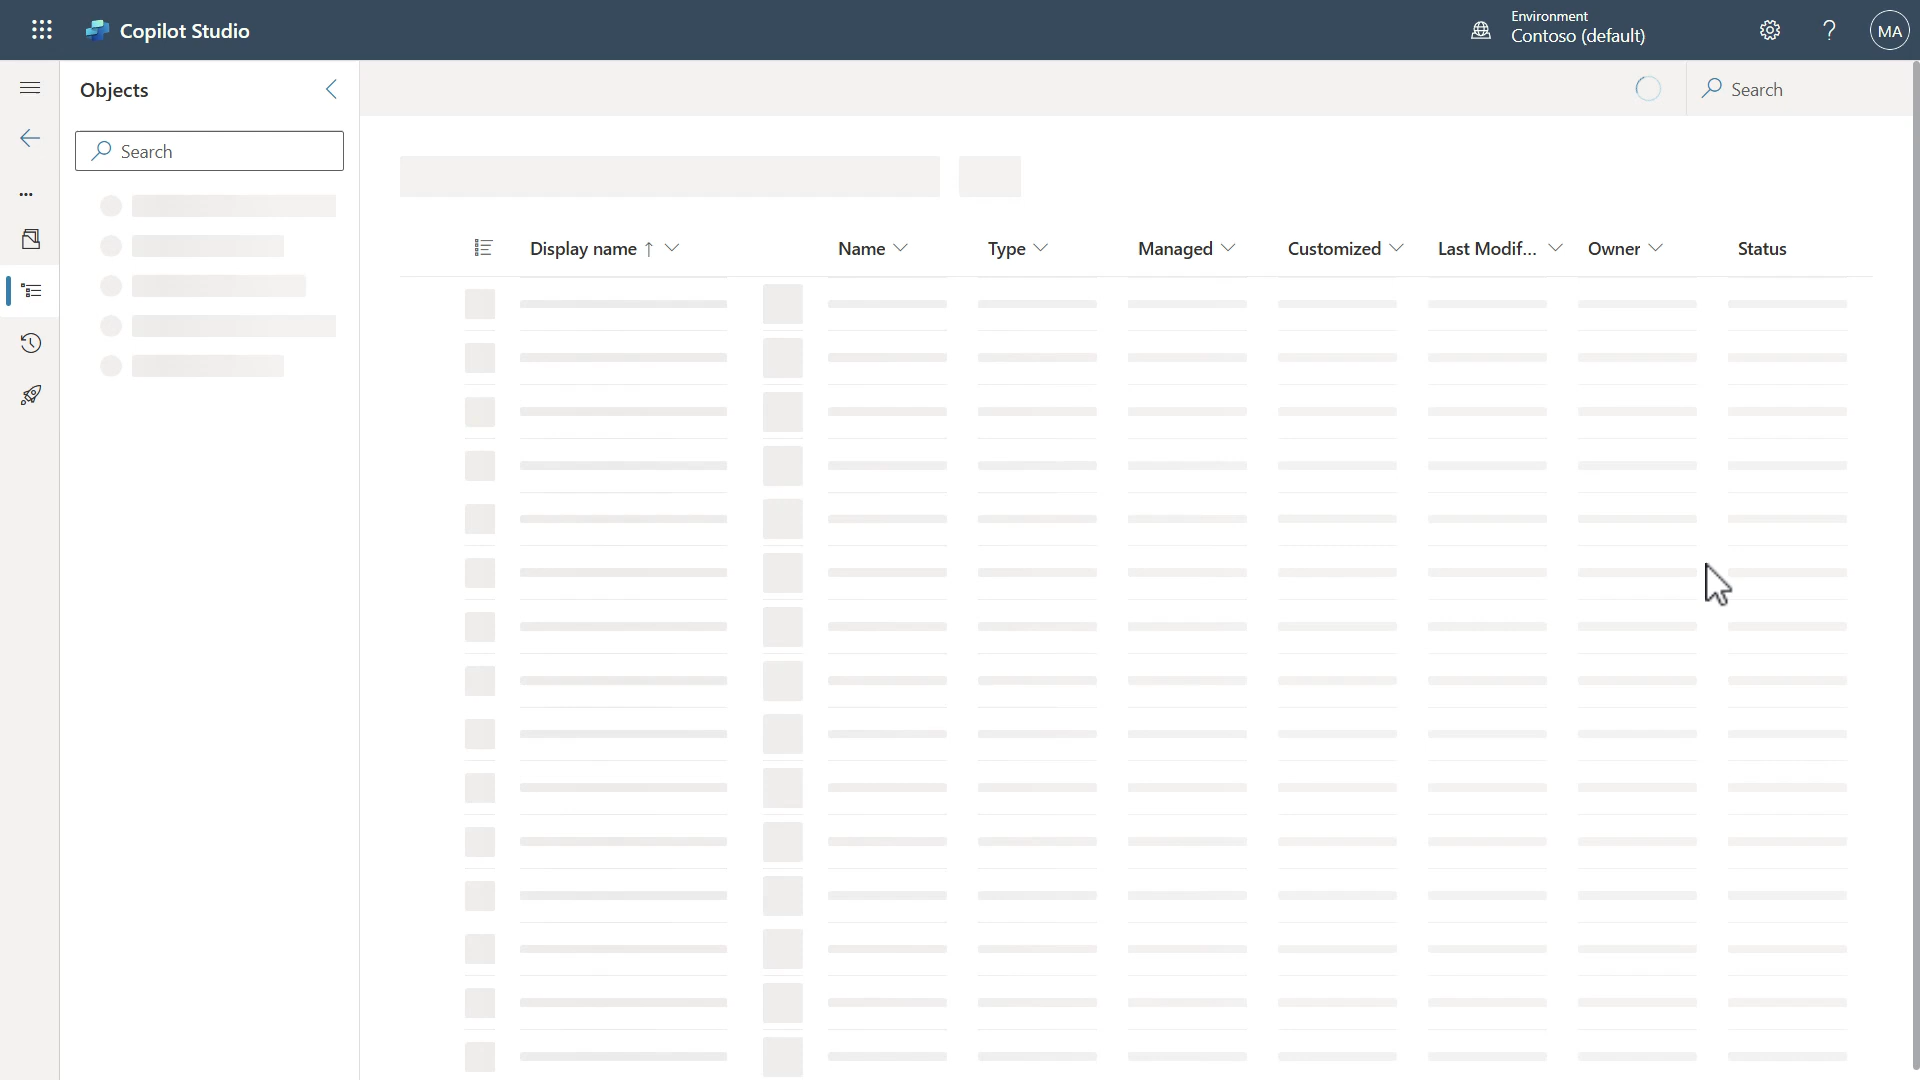 Copilot Studio
Environment
Contoso (default)
MA
Objects
Search
Search
Display name
Name
Type
Managed
Customized
Last Modif...
Owner
Status